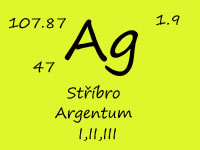 107.87 1.9
Ag
47
Stříbro
Argentum
I,II,III